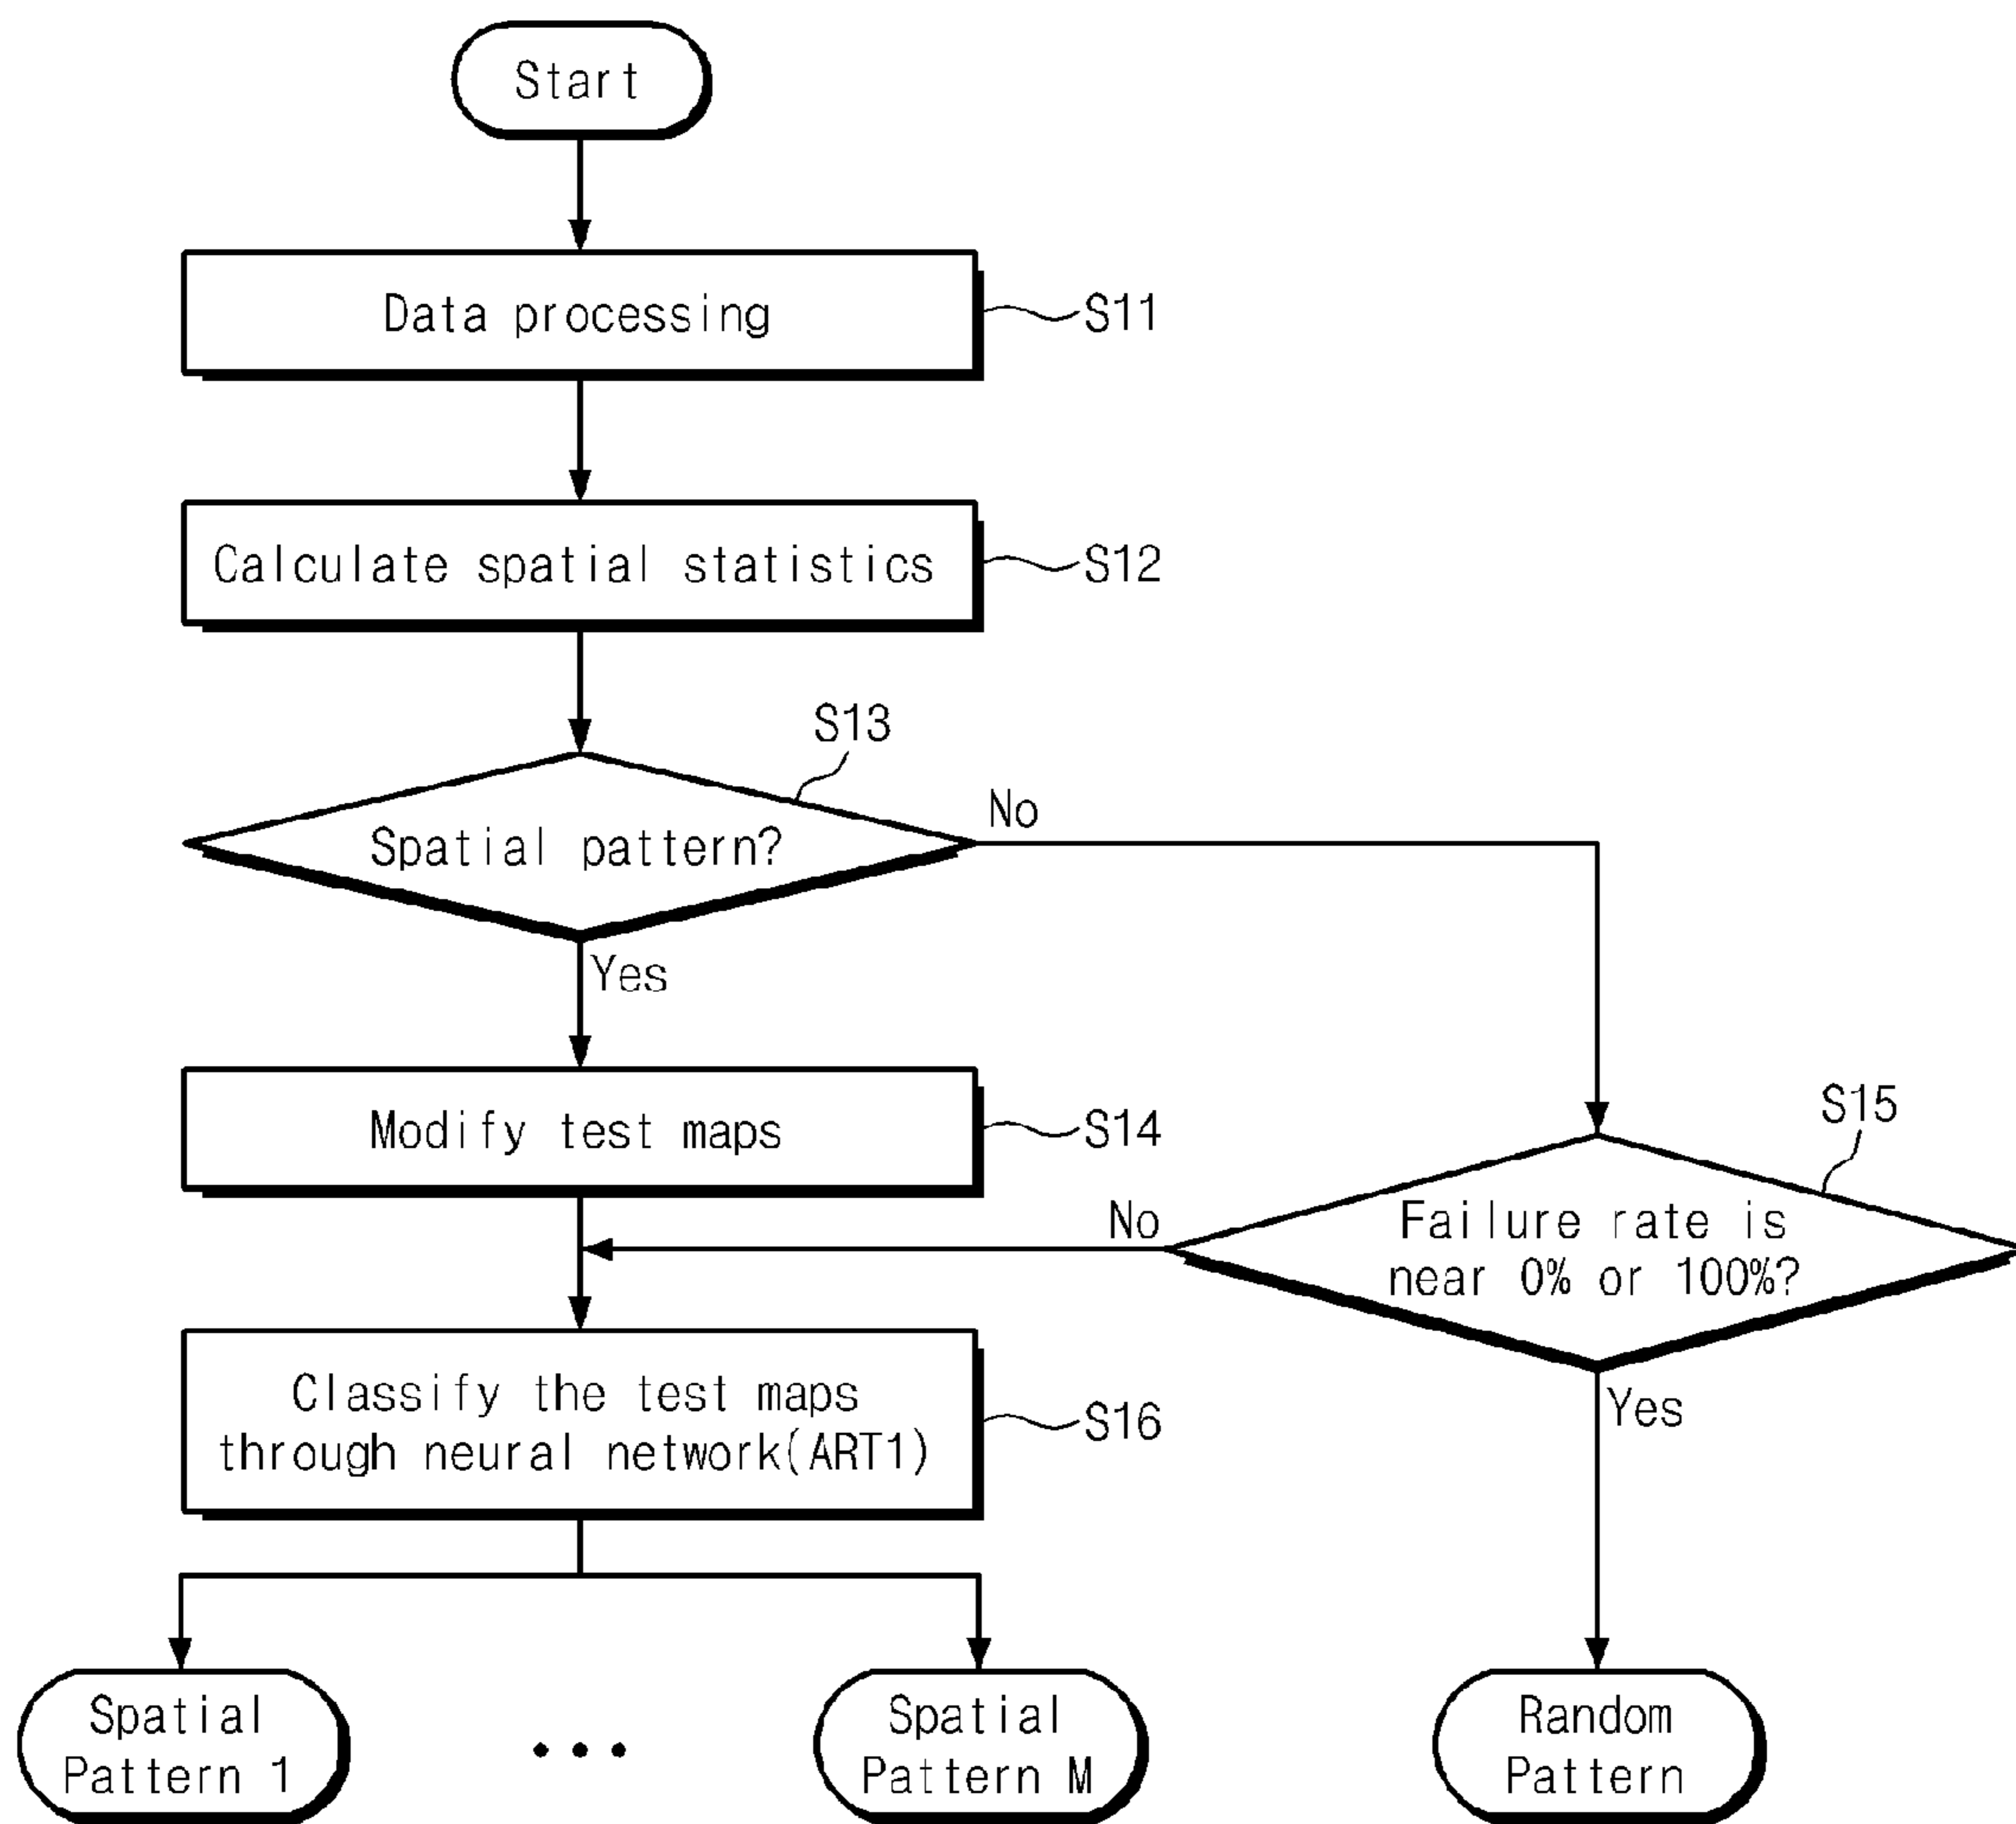 Start
Data processing
S11
Calculate spatial statistics
S12
S13
Spatial pattern?
No
Yes
Modify test maps
S14
S15
No
Failure rate is
near 0% or 100%?
Classify the test maps
through neural network(ART1)
S16
Yes
Spatial
Pattern 1
• • •
Spatial
Pattern M
Random
Pattern